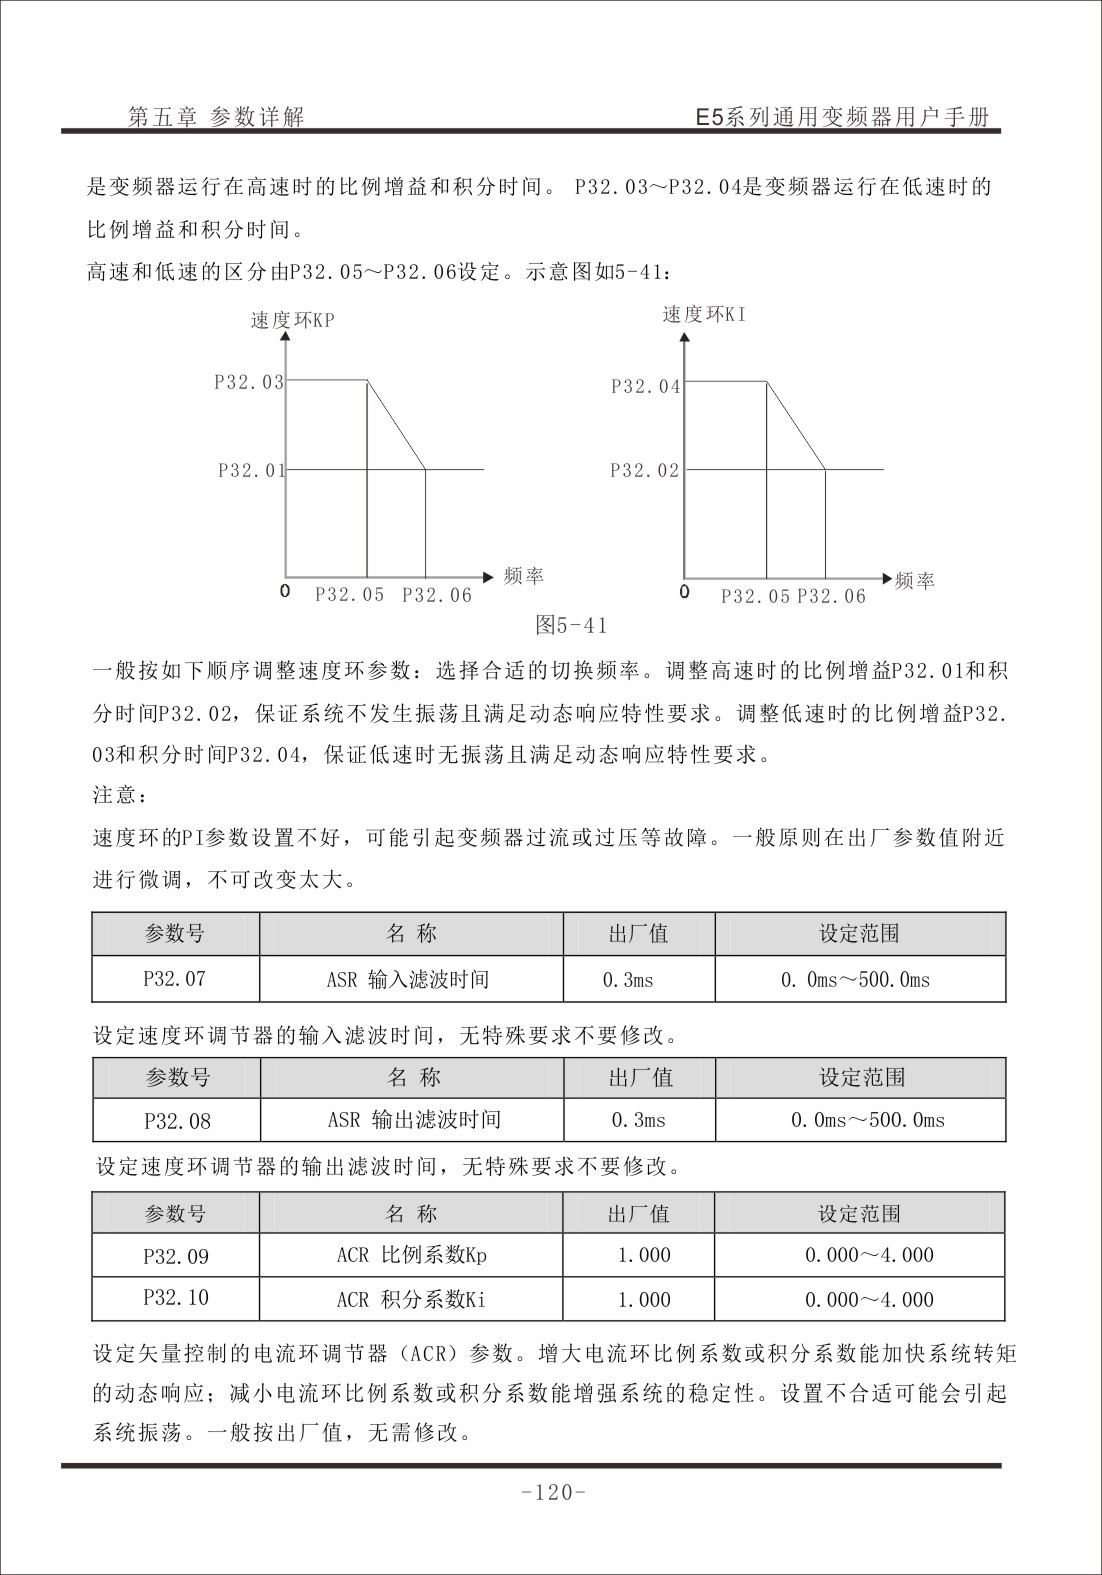 第五章 参数详解 E5系列通用变频器用户手册
是变频器运行在高速时的比例增益和积分时间。 P32.03～P32.04是变频器运行在低速时的
比例增益和积分时间。
高速和低速的区分由P32.05～P32.06设定。示意图如5-41：
速度环KP
P32.03
P32.01
0 P32.05 P32.06 频率
速度环KI
P32.04
P32.02
0 P32.05 P32.06 频率
图5-41
一般按如下顺序调整速度环参数：选择合适的切换频率。调整高速时的比例增益P32.01和积
分时间P32.02，保证系统不发生振荡且满足动态响应特性要求。调整低速时的比例增益P32.
03和积分时间P32.04，保证低速时无振荡且满足动态响应特性要求。
注意：
速度环的PI参数设置不好，可能引起变频器过流或过压等故障。一般原则在出厂参数值附近
进行微调，不可改变太大。
参数号 名 称 出厂值 设定范围
P32.07 ASR 输入滤波时间 0.3ms 0. 0ms～500.0ms
设定速度环调节器的输入滤波时间，无特殊要求不要修改。
参数号 名 称 出厂值 设定范围
P32.08 ASR 输出滤波时间 0.3ms 0.0ms～500.0ms
设定速度环调节器的输出滤波时间，无特殊要求不要修改。
参数号 名 称 出厂值 设定范围
P32.09 ACR 比例系数Kp 1.000 0.000～4.000
P32.10 ACR 积分系数Ki 1.000 0.000～4.000
设定矢量控制的电流环调节器（ACR）参数。增大电流环比例系数或积分系数能加快系统转矩
的动态响应；减小电流环比例系数或积分系数能增强系统的稳定性。设置不合适可能会引起
系统振荡。一般按出厂值，无需修改。
-120-